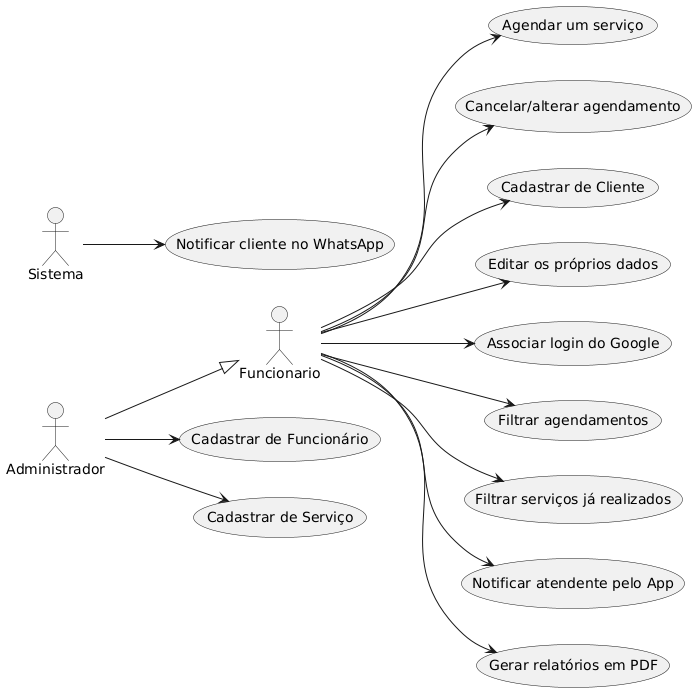 Agendar um serviço
Cancelar/alterar agendamento
Cadastrar de Cliente
Notificar cliente no WhatsApp
Sistema
Editar os próprios dados
Associar login do Google
Funcionario
Filtrar agendamentos
Cadastrar de Funcionário
Administrador
Filtrar serviços já realizados
Cadastrar de Serviço
Notificar atendente pelo App
Gerar relatórios em PDF